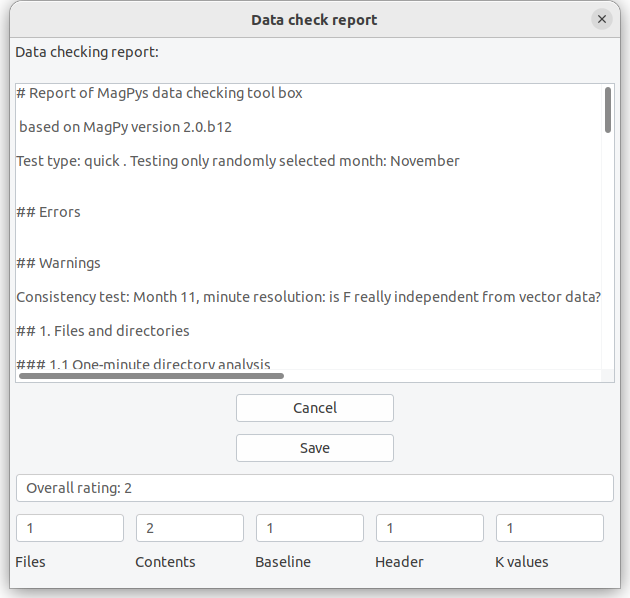 Data check report
Data checking report:
# Report of MagPys data checking tool box
based on MagPy version 2.0.b12
Test type: quick . Testing only randomly selected month: November
## Errors
## Warnings
Consistency test: Month 11, minute resolution: is F really independent from vector data?
## 1. Files and directories
### 1.1 One-minute directory analysis
Cancel
Save
Overall rating: 2
1 2 1 1 1
Files Contents Baseline Header K values